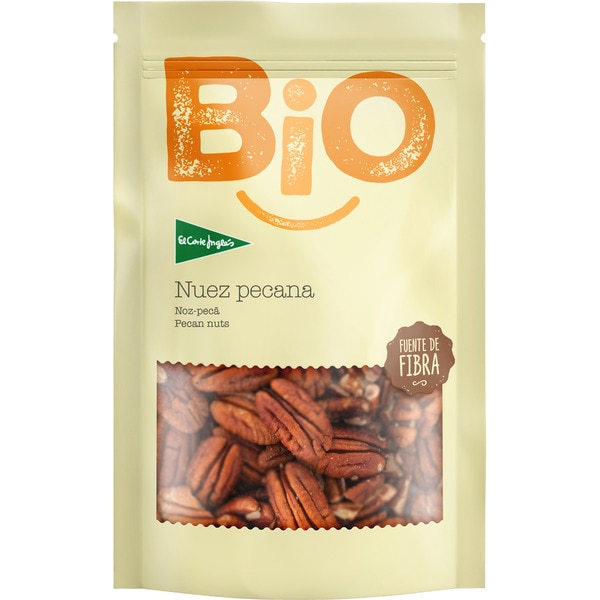 BiO
El Corte Inglés
Nuez pecana
Noz-pecã
Pecan nuts
FUENTE DE
FIBRA